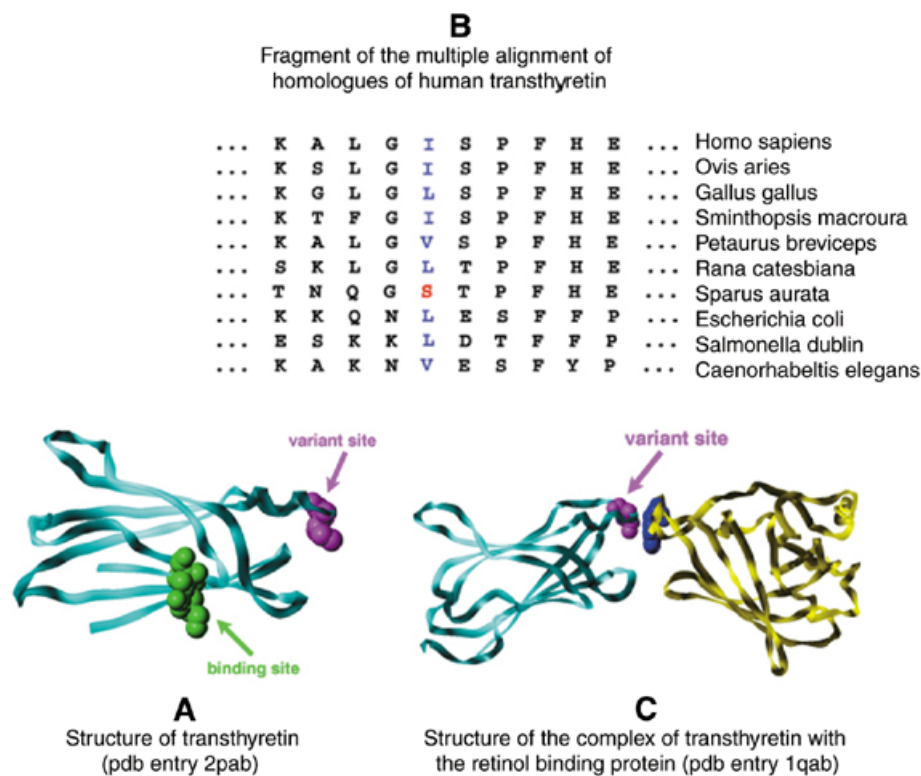 B
Fragment of the multiple alignment of
homologues of human transthyretin
... K A L G I S P F H E ... Homo sapiens
... K S L G I S P F H E ... Ovis aries
... K G L G L S P F H E ... Gallus gallus
... K T F G I S P F H E ... Sminthopsis macroura
... K A L G V S P F H E ... Petaurus breviceps
... S K L G L T P F H E ... Rana catesbiana
... T N Q G S T P F H E ... Sparus aurata
... K K Q N L E S F F P ... Escherichia coli
... E S K K L D T F F P ... Salmonella dublin
... K A K N V E S F Y P ... Caenorhabeltis elegans
variant site
binding site
A
Structure of transthyretin
(pdb entry 2pab)
variant site
C
Structure of the complex of transthyretin with
the retinol binding protein (pdb entry 1qab)